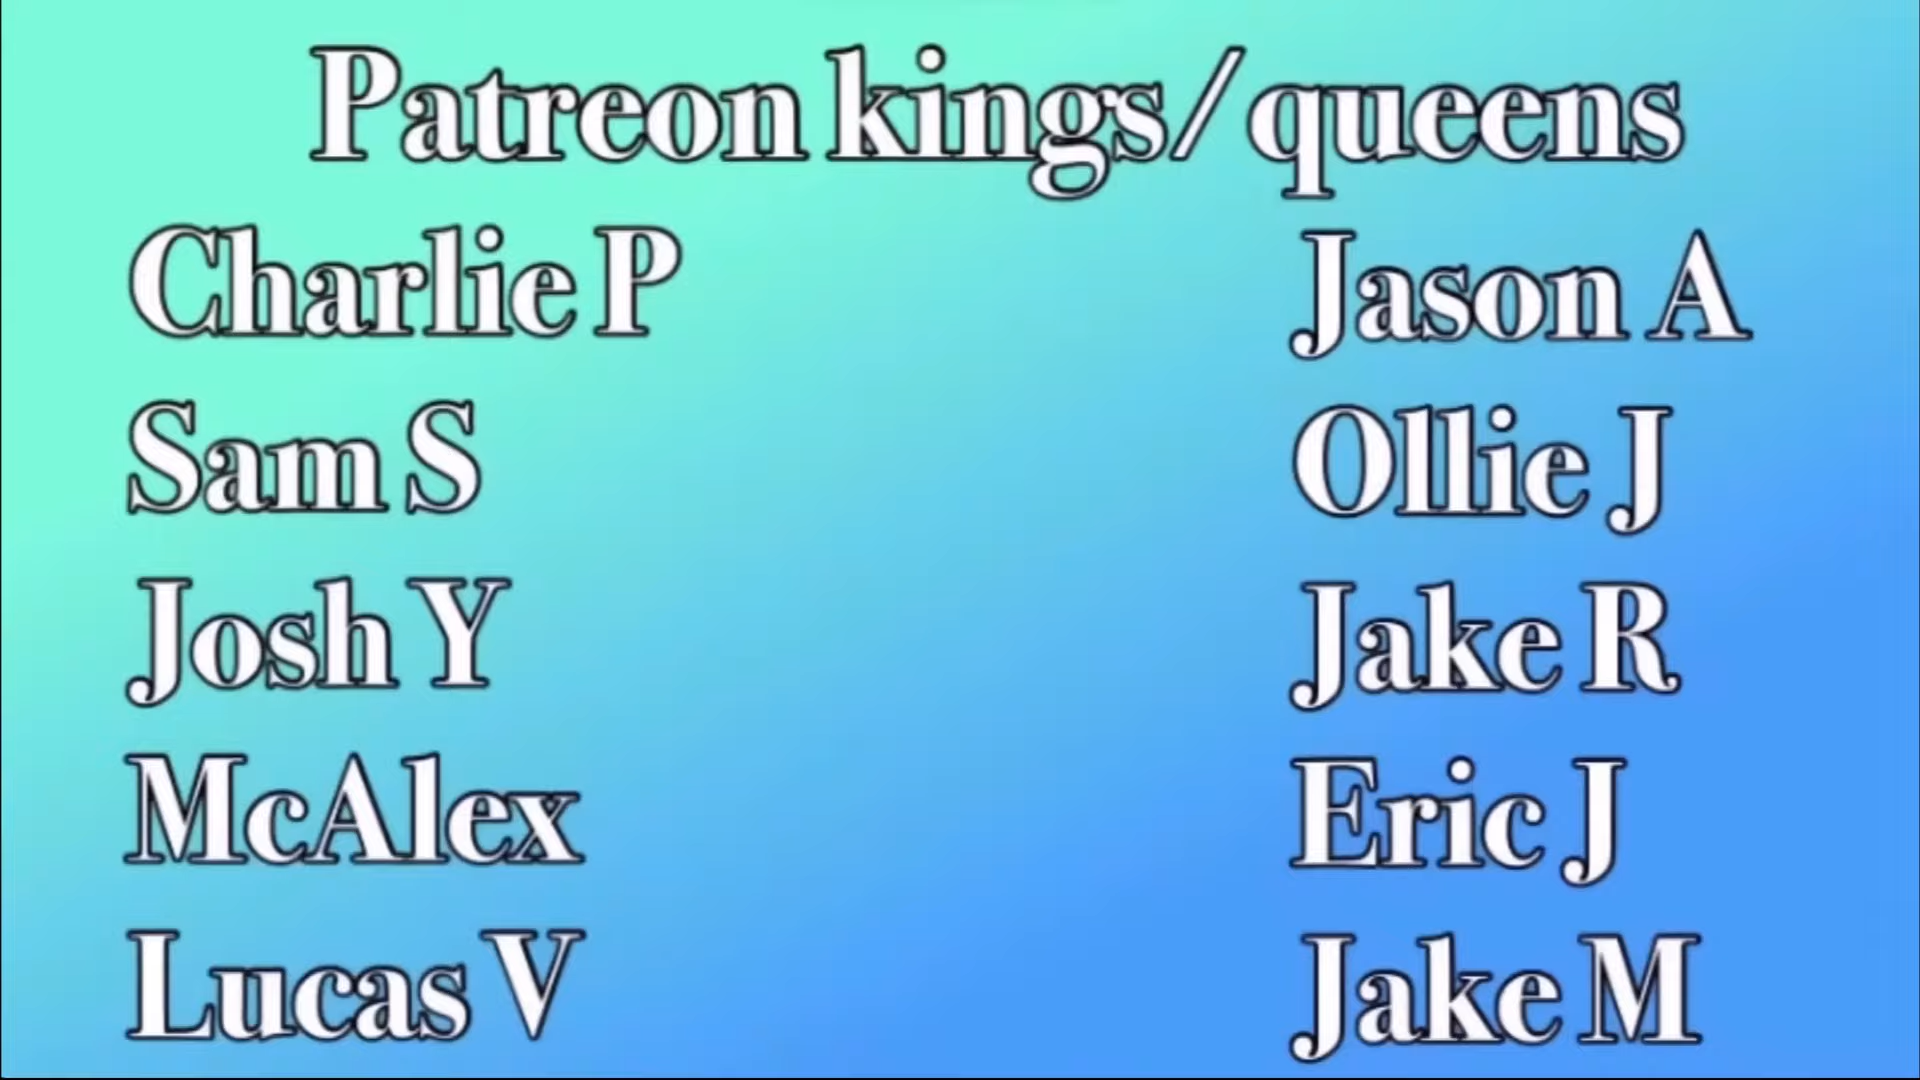 Patreon kings/queens
Charlie P
Sam S
Josh Y
McAlex
Lucas V
Jason A
Ollie J
Jake R
Eric J
Jake M